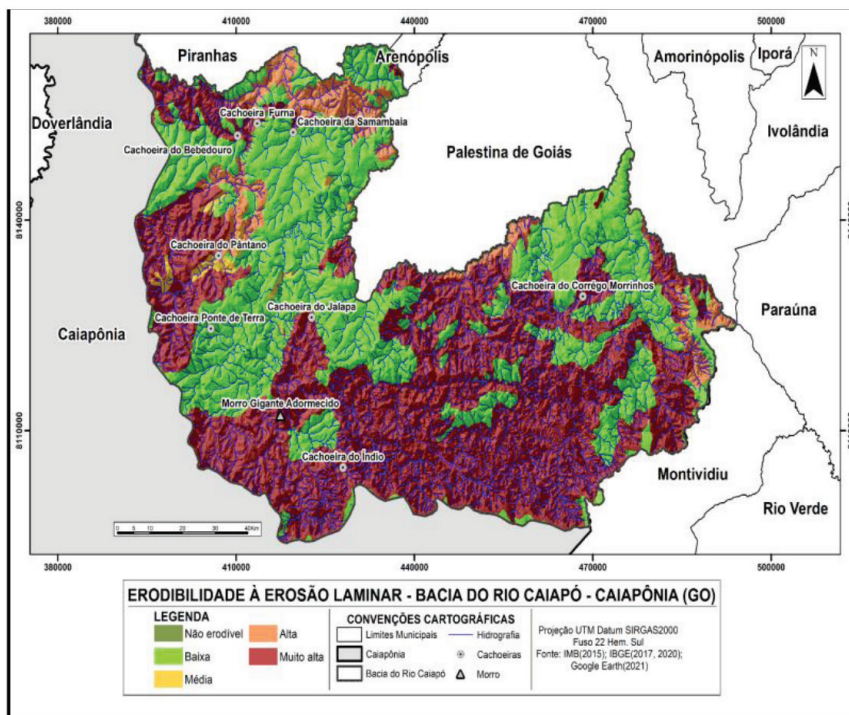 380000 410000 440000 470000 500000
Piranhas
Arenópolis
Amorinópolis
Iporá
N
Doverlândia
Cachoeira Furna
Cachoeira da Samambaia
Ivolândia
Cachoeira do Bebedouro
Palestina de Goiás
8140000
Cachoeira do Pântano
Cachoeira do Corrégo Morrinhos
Cachoeira do Jalapa
Paraúna
Caiapônia
Cachoeira Ponte de Terra
Morro Gigante Adormecido
8110000
Cachoeira do Indio
Montividiu
Rio Verde
0 5 10 20 30 40Km
380000 410000 440000 470000 500000
ERODIBILIDADE À EROSÃO LAMINAR - BACIA DO RIO CAIAPÓ - CAIAPÔNIA (GO)
LEGENDA
Não erodível
Alta
Baixa
Muito alta
Média
CONVENÇÕES CARTOGRÁFICAS
Limites Municipais
Hidrografia
Caiapônia
Cachoeiras
Bacia do Rio Caiapó
Morro
Projeção UTM Datum SIRGAS2000
Fuso 22 Hem. Sul
Fonte: IMB(2015); IBGE(2017, 2020);
Google Earth(2021)